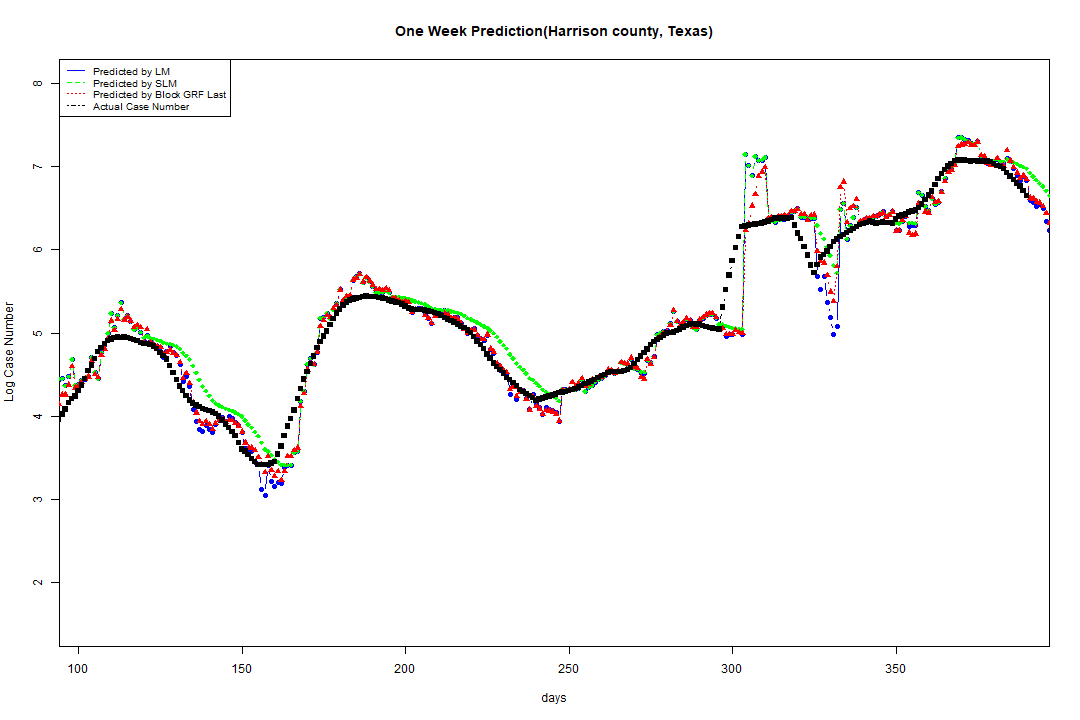 One Week Prediction(Harrison county, Texas)
Predicted by LM
Predicted by SLM
Predicted by Block GRF Last
Actual Case Number
8
7
6
5
4
3
2
Log Case Number
100 150 200 250 300 350
days